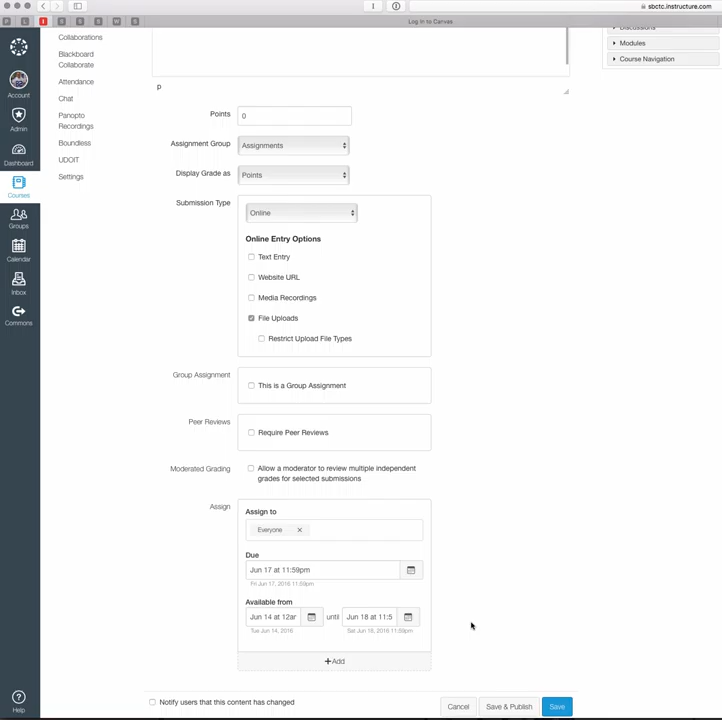 sbctc.instructure.com
P L I S S 8 W S
Log In to Canvas
Account
Admin
Dashboard
Courses
Groups
Calendar
Inbox
Commons
Help
Collaborations
Blackboard
Collaborate
Attendance
Chat
Panopto
Recordings
Boundless
UDOIT
Settings
Discussions
Modules
Course Navigation
p
Points 0
Assignment Group Assignments
Display Grade as Points
Submission Type Online
Online Entry Options
Text Entry
Website URL
Media Recordings
File Uploads
Restrict Upload File Types
Group Assignment This is a Group Assignment
Peer Reviews Require Peer Reviews
Moderated Grading Allow a moderator to review multiple independent
grades for selected submissions
Assign
Assign to
Everyone ×
Due
Jun 17 at 11:59pm
Fri Jun 17, 2016 11:59pm
Available from
Jun 14 at 12ar until Jun 18 at 11:5
Tue Jun 14, 2016 Sat Jun 18, 2016 11:59pm
+Add
Notify users that this content has changed Cancel Save & Publish Save